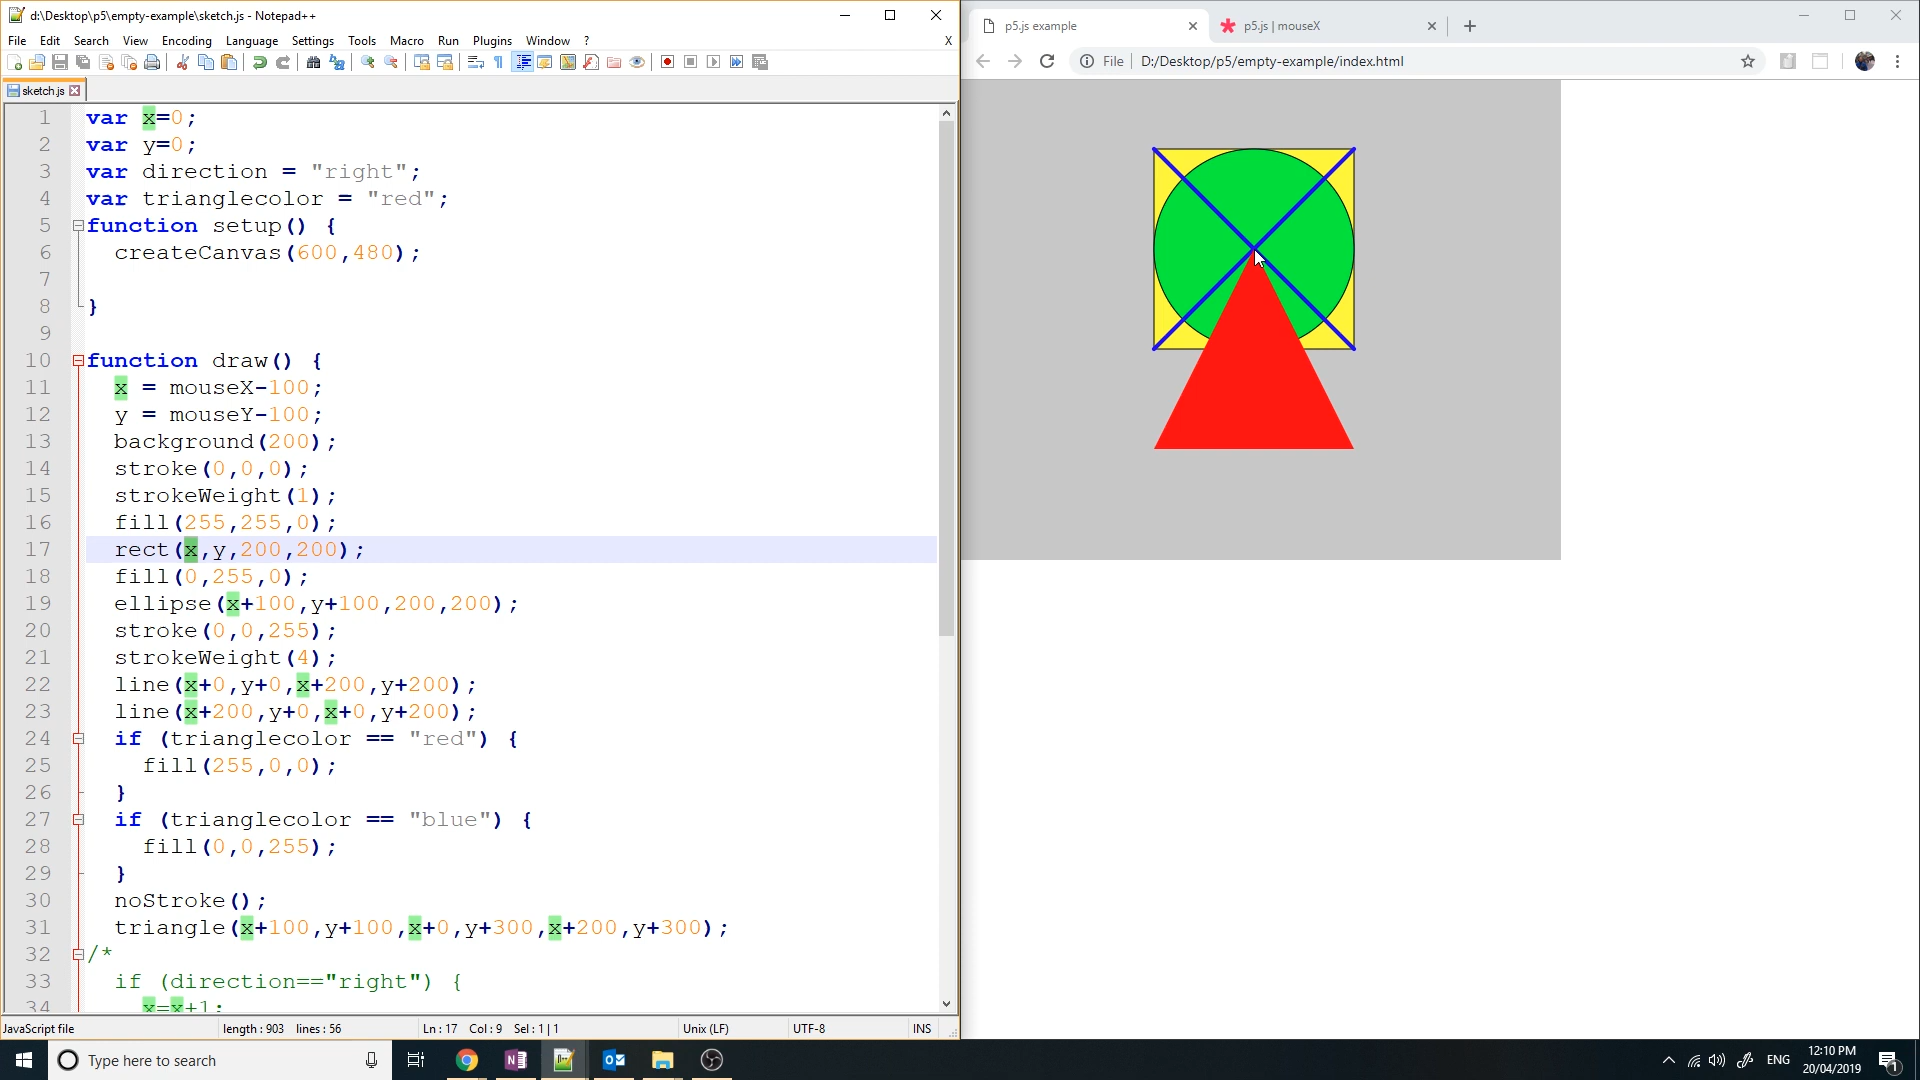 d:\Desktop\p5\empty-example\sketch.js - Notepad++
File Edit Search View Encoding Language Settings Tools Macro Run Plugins Window ? X
sketch.js
1 var x=0;
2 var y=0;
3 var direction = "right";
4 var trianglecolor = "red";
5 function setup() {
6 createCanvas(600,480);
7
8 }
9
10 function draw() {
11 x = mouseX-100;
12 y = mouseY-100;
13 background(200);
14 stroke(0,0,0);
15 strokeWeight(1);
16 fill(255,255,0);
17 rect(x,y,200,200);
18 fill(0,255,0);
19 ellipse(x+100,y+100,200,200);
20 stroke(0,0,255);
21 strokeWeight(4);
22 line(x+0,y+0,x+200,y+200);
23 line(x+200,y+0,x+0,y+200);
24 if (trianglecolor == "red") {
25 fill(255,0,0);
26 }
27 if (trianglecolor == "blue") {
28 fill(0,0,255);
29 }
30 noStroke();
31 triangle(x+100,y+100,x+0,y+300,x+200,y+300);
32 /*
33 if (direction=="right") {
34 x=x+1;
JavaScript file length : 903 lines : 56 Ln : 17 Col : 9 Sel : 1 | 1 Unix (LF) UTF-8 INS
p5.js example p5.js | mouseX
File D:/Desktop/p5/empty-example/index.html
Type here to search
ENG 12:10 PM
20/04/2019
1